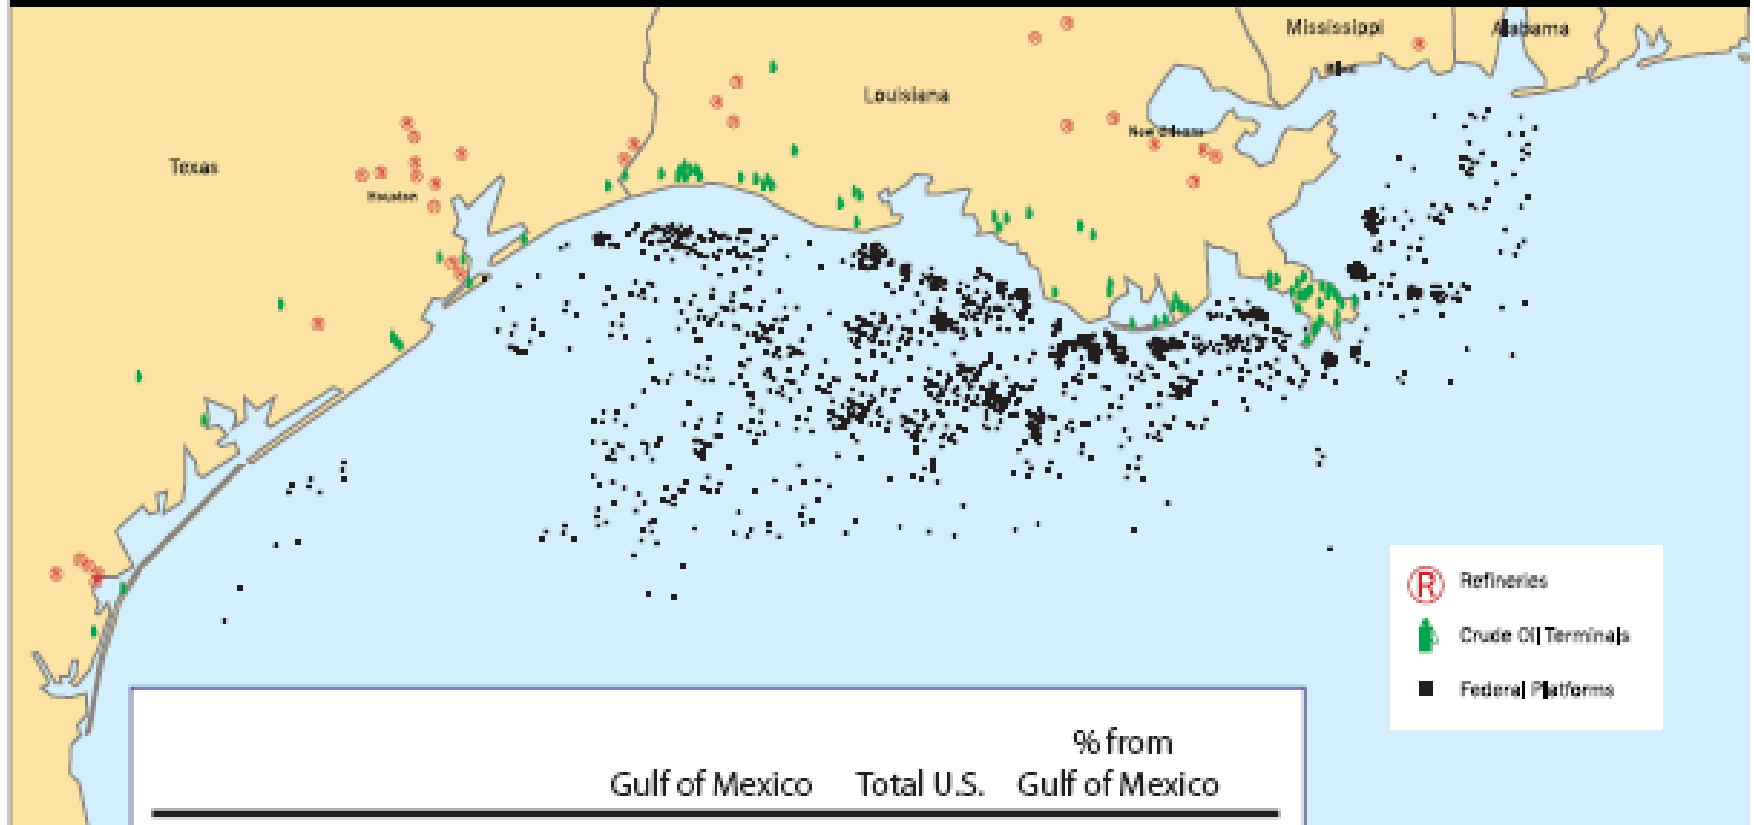 Mississippi
Alabama
Louisiana
Biloxi
New Orleans
Texas
Houston
R Refineries
Crude Oil Terminals
Federal Platforms
% from
Gulf of Mexico Total U.S. Gulf of Mexico